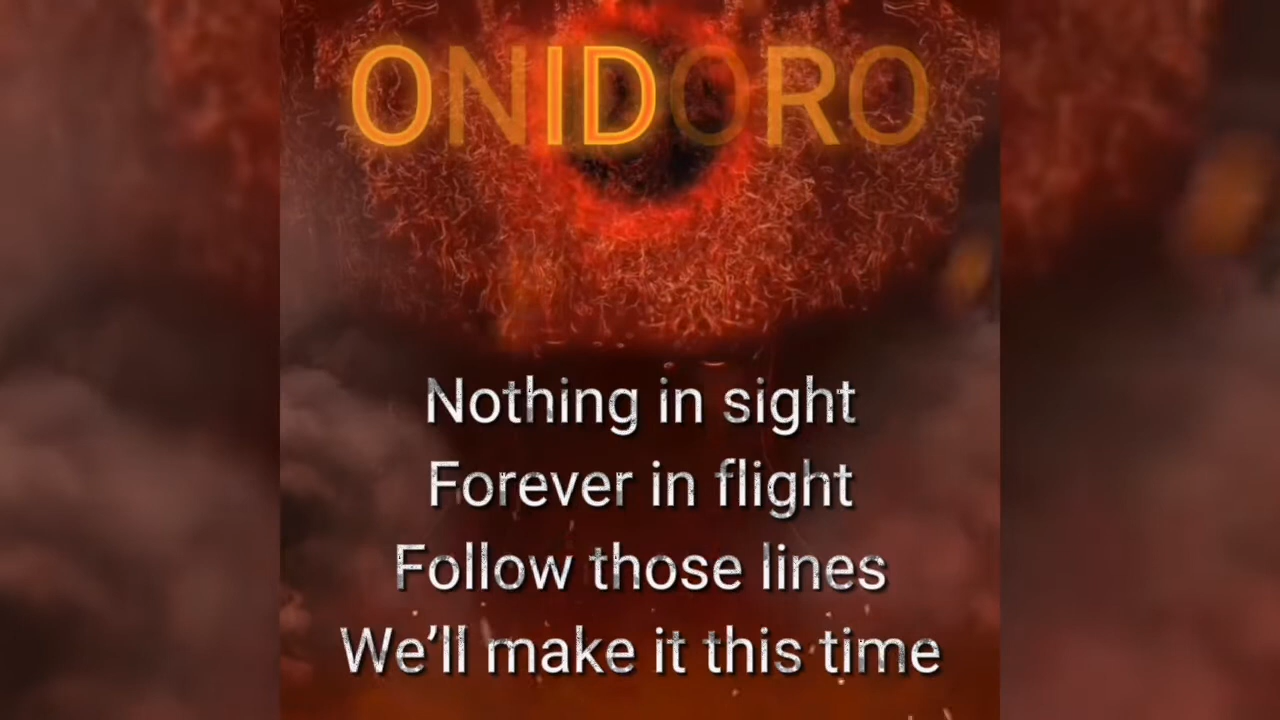 ONIDORO
Nothing in sight
Forever in flight
Follow those lines
We’ll make it this time